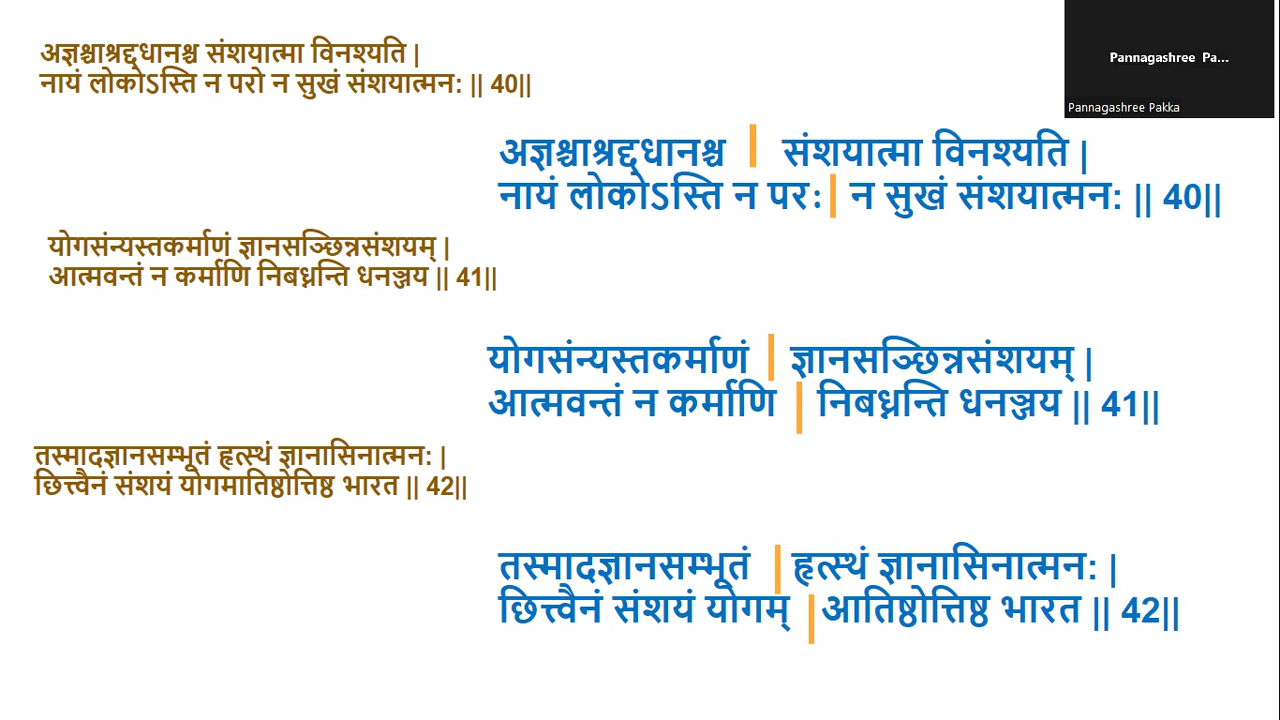 अज्ञश्चाश्रद्दधानश्च संशयात्मा विनश्यति |
नायं लोकोऽस्ति न परो न सुखं संशयात्मन: || 40||
Pannagashree Pa...
Pannagashree Pakka
अज्ञश्चाश्रद्दधानश्च | संशयात्मा विनश्यति |
नायं लोकोऽस्ति न परः | न सुखं संशयात्मन: || 40||
योगसंन्यस्तकर्माणं ज्ञानसञ्छिन्नसंशयम् |
आत्मवन्तं न कर्माणि निबध्नन्ति धनञ्जय || 41||
योगसंन्यस्तकर्माणं | ज्ञानसञ्छिन्नसंशयम् |
आत्मवन्तं न कर्माणि | निबध्नन्ति धनञ्जय || 41||
तस्मादज्ञानसम्भूतं हृत्स्थं ज्ञानासिनात्मन: |
छित्त्वैनं संशयं योगमातिष्ठोत्तिष्ठ भारत || 42||
तस्मादज्ञानसम्भूतं | हृत्स्थं ज्ञानासिनात्मन: |
छित्त्वैनं संशयं योगम् | आतिष्ठोत्तिष्ठ भारत || 42||